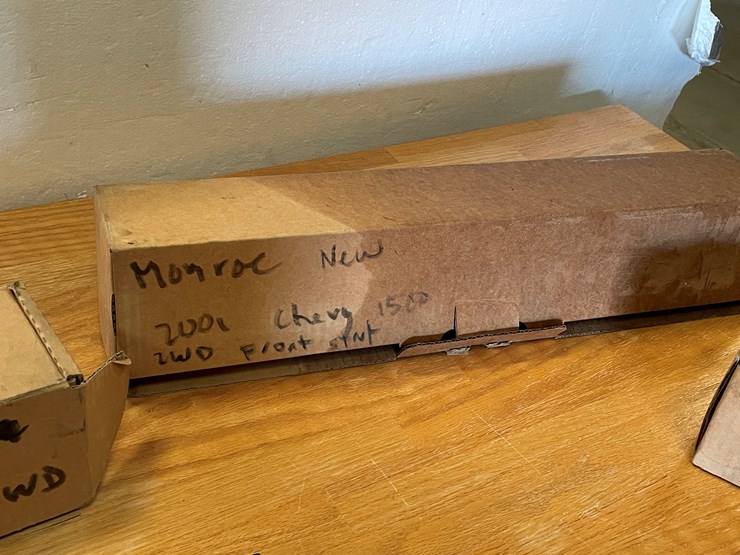 Monroe New
2001 Chevy 1500
2WD Front strut
WD